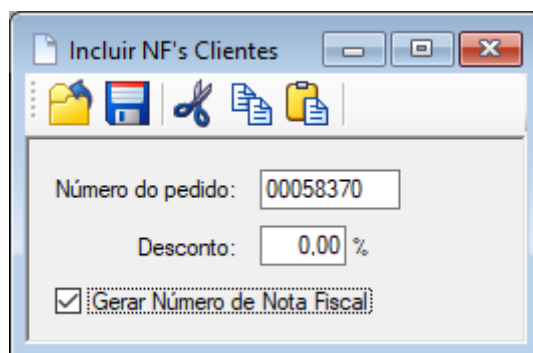 Incluir NF's Clientes
Número do pedido: 00058370
Desconto: 0,00 %
Gerar Número de Nota Fiscal